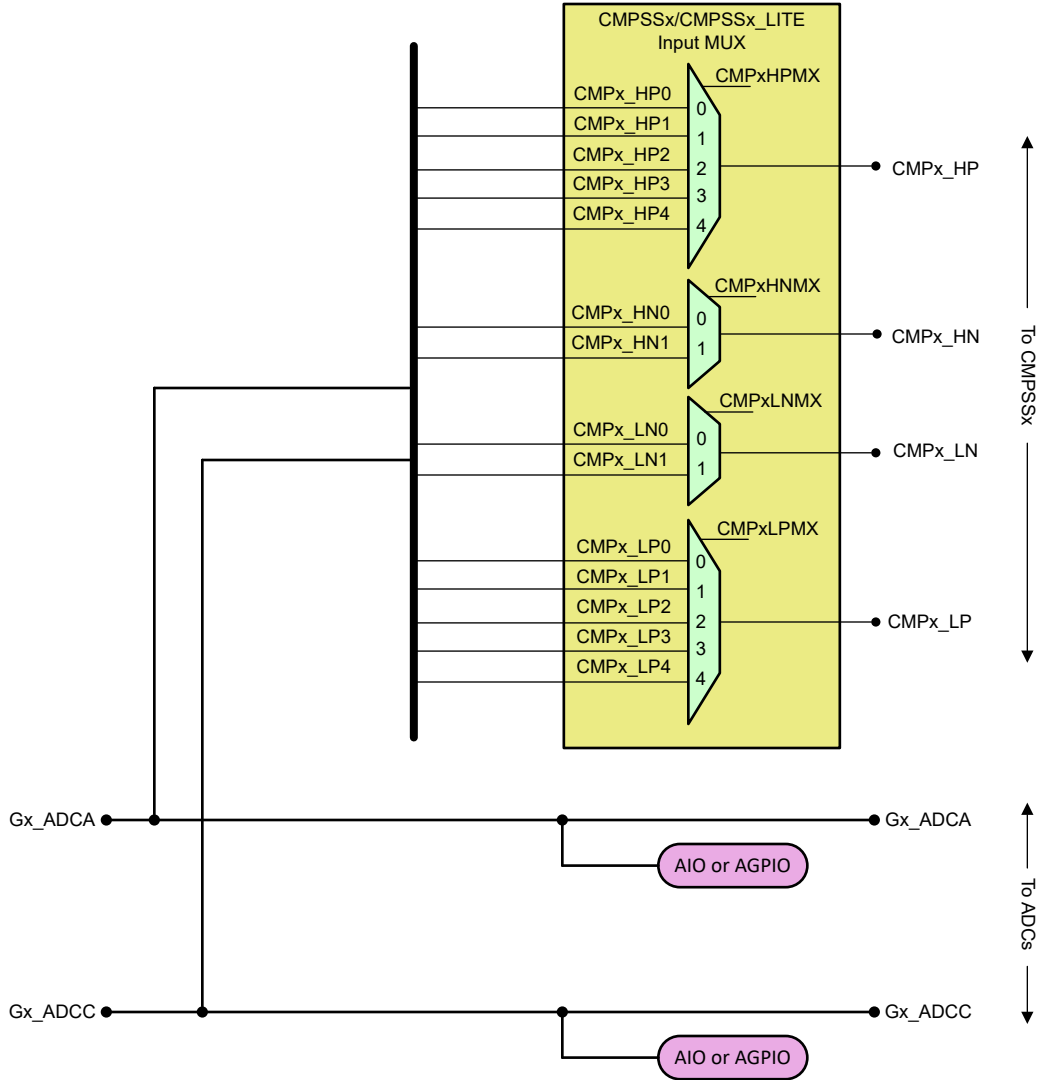 CMPSSx/CMPSSx_LITE
Input MUX
CMPxHPMX
CMPx_HP0
0
CMPx_HP1
1
CMPx_HP2
2
CMPx_HP
CMPx_HP3
3
CMPx_HP4
4
CMPxHNMX
CMPx_HN0
0
CMPx_HN
CMPx_HN1
1
To CMPSSx
CMPxLNMX
CMPx_LN0
0
CMPx_LN
CMPx_LN1
1
CMPxLPMX
CMPx_LP0
0
CMPx_LP1
1
CMPx_LP2
2
CMPx_LP
CMPx_LP3
3
CMPx_LP4
4
Gx_ADCA
Gx_ADCA
AIO or AGPIO
To ADCs
Gx_ADCC
Gx_ADCC
AIO or AGPIO